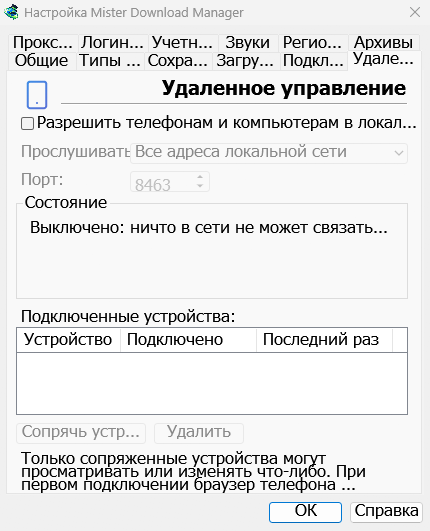 Настройка Mister Download Manager
Прокс... Логин... Учетн... Звуки Регио... Архивы
Общие Типы ... Сохра... Загру... Подкл... Удале...
Удаленное управление
Разрешить телефонам и компьютерам в локал...
Прослушивать Все адреса локальной сети
Порт: 8463
Состояние
Выключено: ничто в сети не может связать...
Подключенные устройства:
Устройство Подключено Последний раз
Сопрячь устр... Удалить
Только сопряженные устройства могут
просматривать или изменять что-либо. При
первом подключении браузер телефона ...
OK Справка